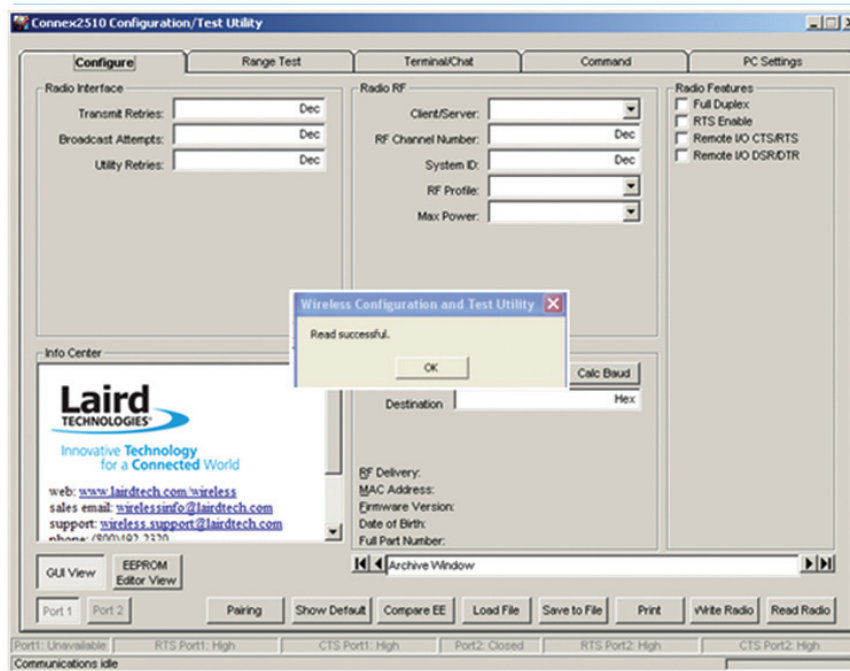 Connex2510 Configuration/Test Utility
Configure
Range Test
Terminal/Chat
Command
PC Settings
Radio Interface
Transmit Retries: Dec
Broadcast Attempts: Dec
Utility Retries: Dec
Radio RF
Client/Server:
RF Channel Number: Dec
System ID: Dec
RF Profile:
Max Power:
Radio Features
Full Duplex
RTS Enable
Remote I/O CTS/RTS
Remote I/O DSR/DTR
Wireless Configuration and Test Utility
Read successful.
OK
Info Center
Laird
TECHNOLOGIES
Innovative Technology
for a Connected World
web: www.lairdtech.com/wireless
sales email: wirelessinfo@lairdtech.com
support: wireless.support@lairdtech.com
phone: (800)492-2320
Calc Baud
Destination Hex
RF Delivery:
MAC Address:
Firmware Version:
Date of Birth:
Full Part Number:
GUI View
EEPROM
Editor View
Archive Window
Port 1
Port 2
Pairing
Show Default
Compare EE
Load File
Save to File
Print
Write Radio
Read Radio
Port1: Unavailable
RTS Port1: High
CTS Port1: High
Port2: Closed
RTS Port2: High
CTS Port2: High
Communications Idle